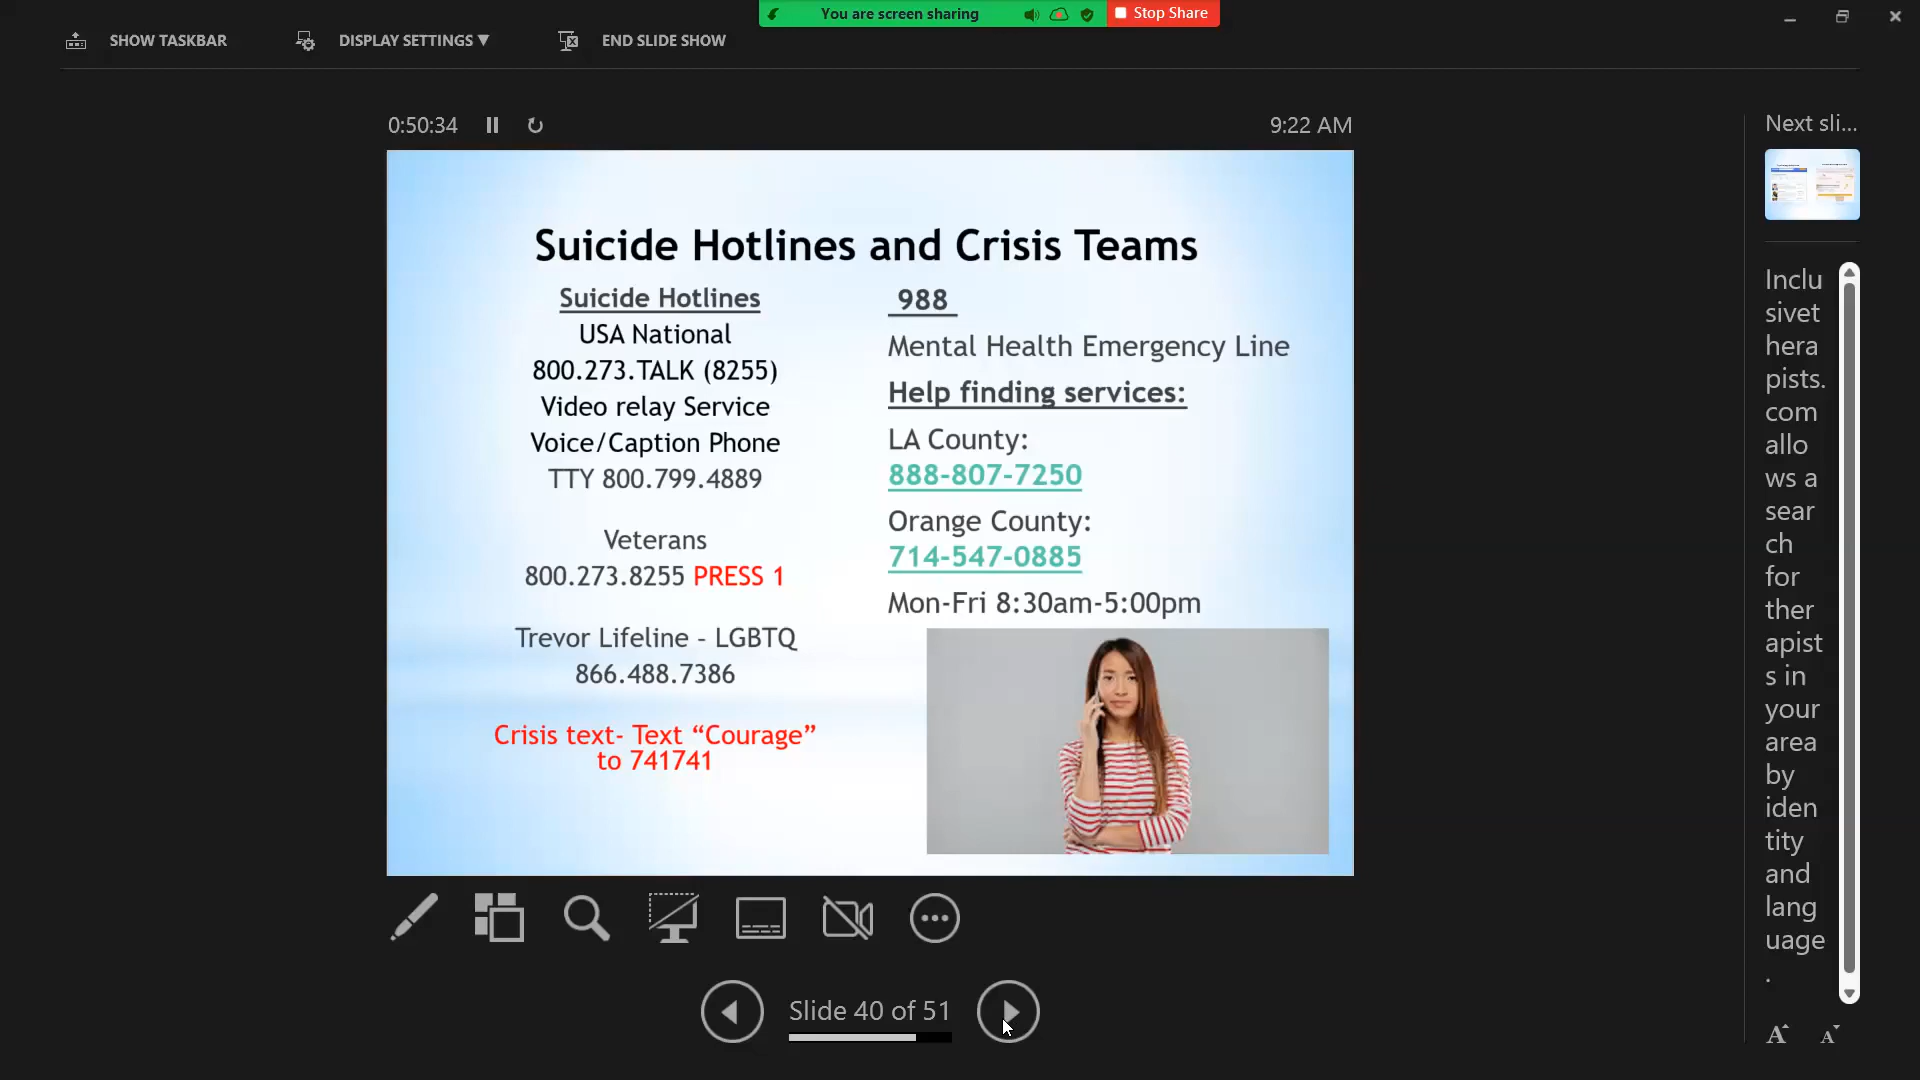 You are screen sharing
Stop Share
SHOW TASKBAR
DISPLAY SETTINGS ▼
END SLIDE SHOW
0:50:34
9:22 AM
Next sli...
Suicide Hotlines and Crisis Teams
Suicide Hotlines
USA National
800.273.TALK (8255)
Video relay Service
Voice/Caption Phone
TTY 800.799.4889
Veterans
800.273.8255 PRESS 1
Trevor Lifeline - LGBTQ
866.488.7386
Crisis text- Text “Courage”
to 741741
988
Mental Health Emergency Line
Help finding services:
LA County:
888-807-7250
Orange County:
714-547-0885
Mon-Fri 8:30am-5:00pm
Inclu
sivet
hera
pists.
com
allo
ws a
sear
ch
for
ther
apist
s in
your
area
by
iden
tity
and
lang
uage
.
Slide 40 of 51
A
A